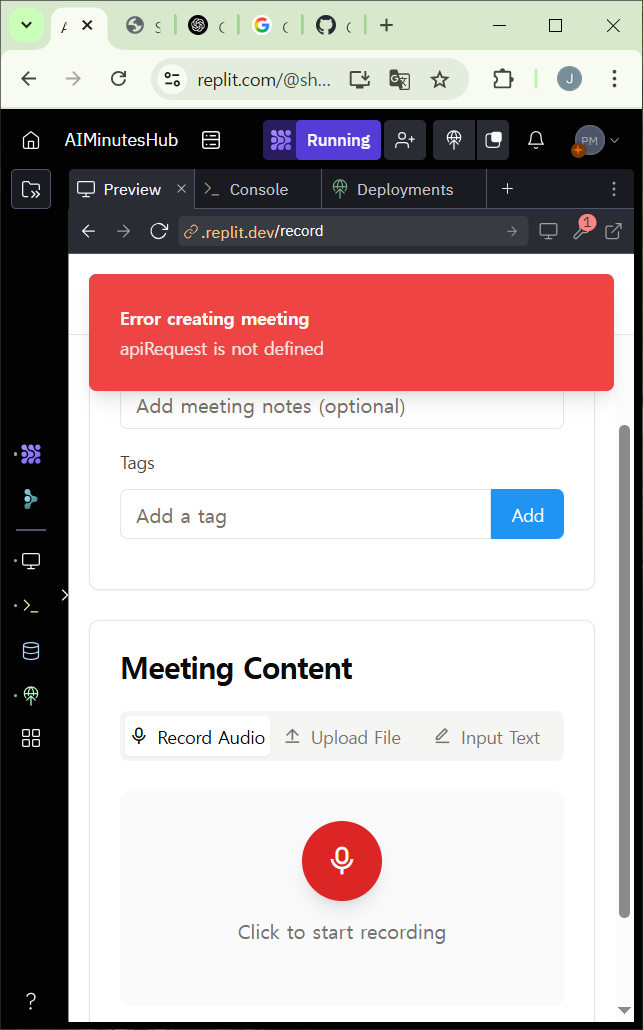 replit.com/@sh...
J
AIMinutesHub
Running
PM
Preview
Console
Deployments
.replit.dev/record
1
Error creating meeting
apiRequest is not defined
Add meeting notes (optional)
Tags
Add a tag
Add
Meeting Content
Record Audio
Upload File
Input Text
Click to start recording
?